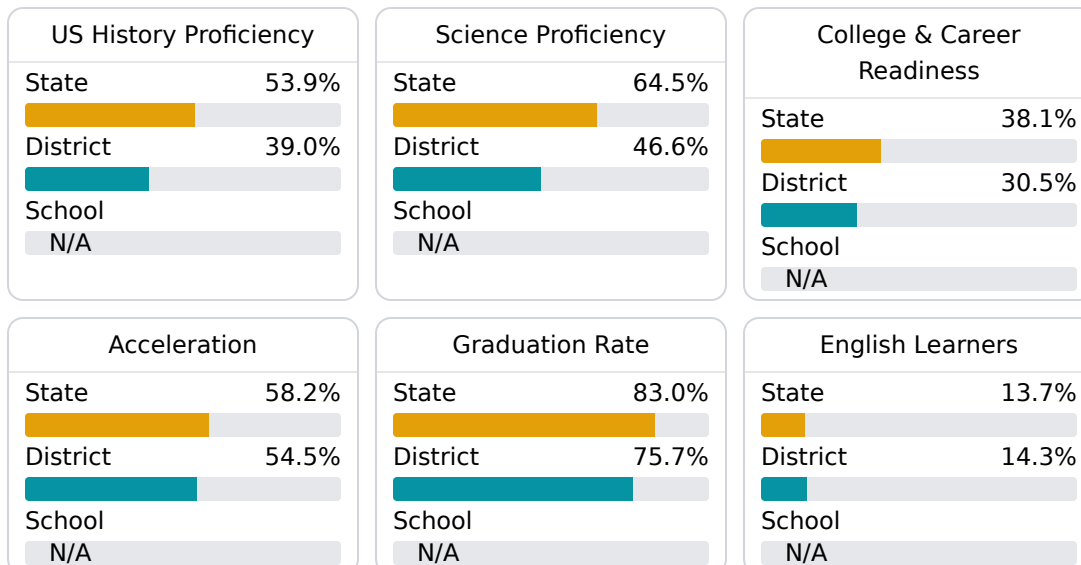 US History Proficiency
State 53.9%
District 39.0%
School
N/A
Science Proficiency
State 64.5%
District 46.6%
School
N/A
College & Career
Readiness
State 38.1%
District 30.5%
School
N/A
Acceleration
State 58.2%
District 54.5%
School
N/A
Graduation Rate
State 83.0%
District 75.7%
School
N/A
English Learners
State 13.7%
District 14.3%
School
N/A